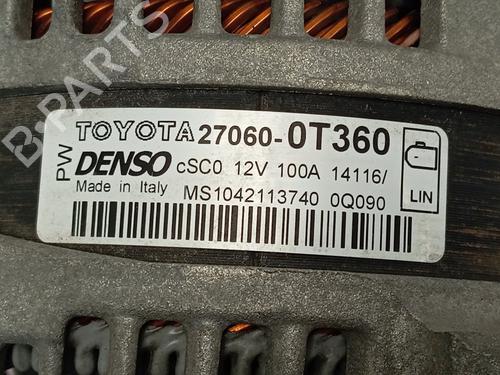 B-PARTS
TOYOTA 27060-0T360
PW DENSO cSC0 12V 100A 14116/
Made in Italy MS1042113740 0Q090
LIN